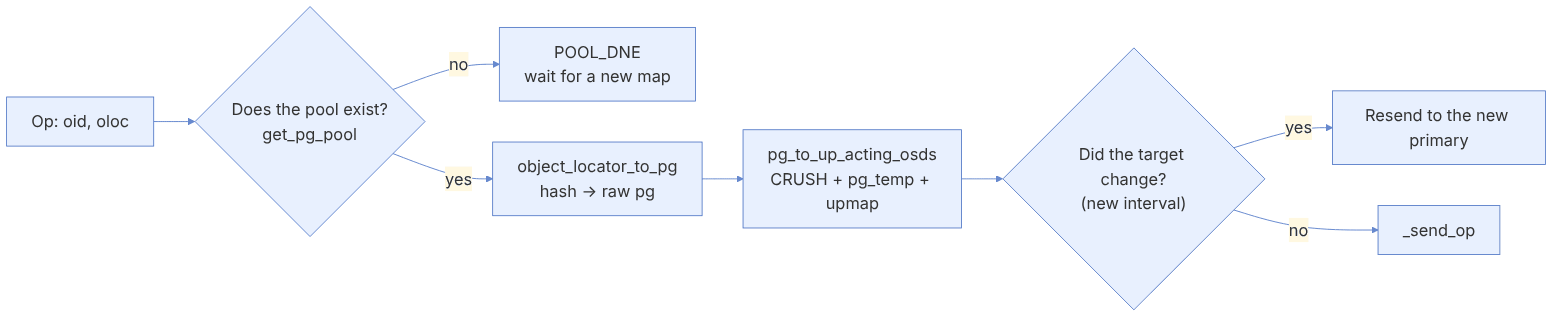 Op: oid, oloc
Does the pool exist?
get_pg_pool
no
POOL_DNE
wait for a new map
yes
object_locator_to_pg
hash → raw pg
pg_to_up_acting_osds
CRUSH + pg_temp +
upmap
Did the target
change?
(new interval)
yes
Resend to the new
primary
no
_send_op